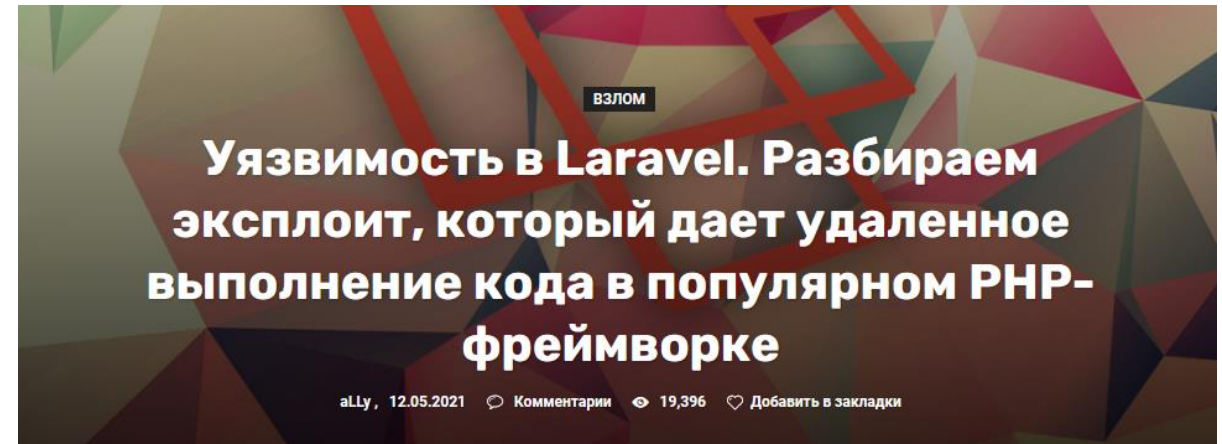 ВЗЛОМ
Уязвимость в Laravel. Разбираем
эксплоит, который дает удаленное
выполнение кода в популярном PHP-
фреймворке
aLLy, 12.05.2021 Комментарии 19,396 Добавить в закладки